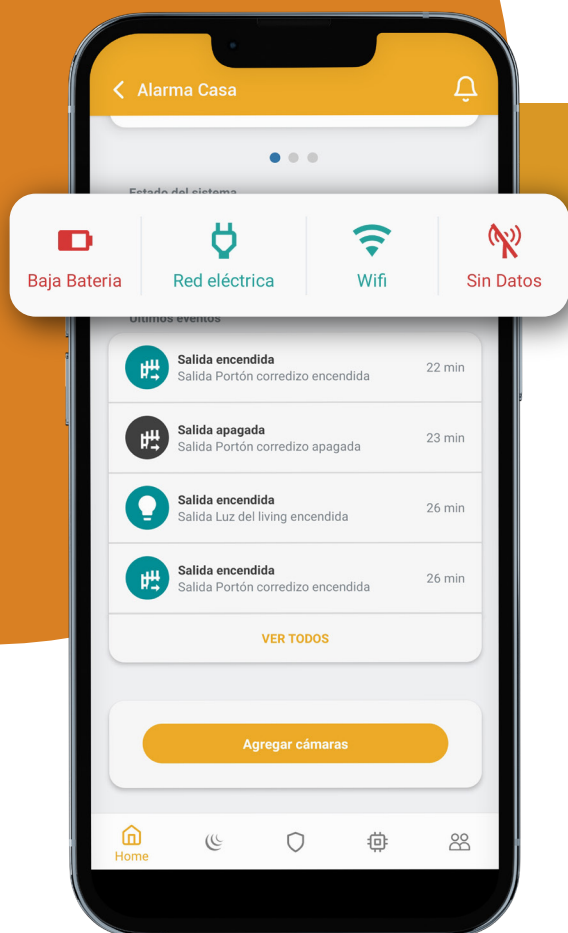 Alarma Casa
Estado del sistema
Baja Bateria
Red eléctrica
Wifi
Sin Datos
Últimos eventos
Salida encendida
Salida Portón corredizo encendida
22 min
Salida apagada
Salida Portón corredizo apagada
23 min
Salida encendida
Salida Luz del living encendida
26 min
Salida encendida
Salida Portón corredizo encendida
26 min
VER TODOS
Agregar cámaras
Home